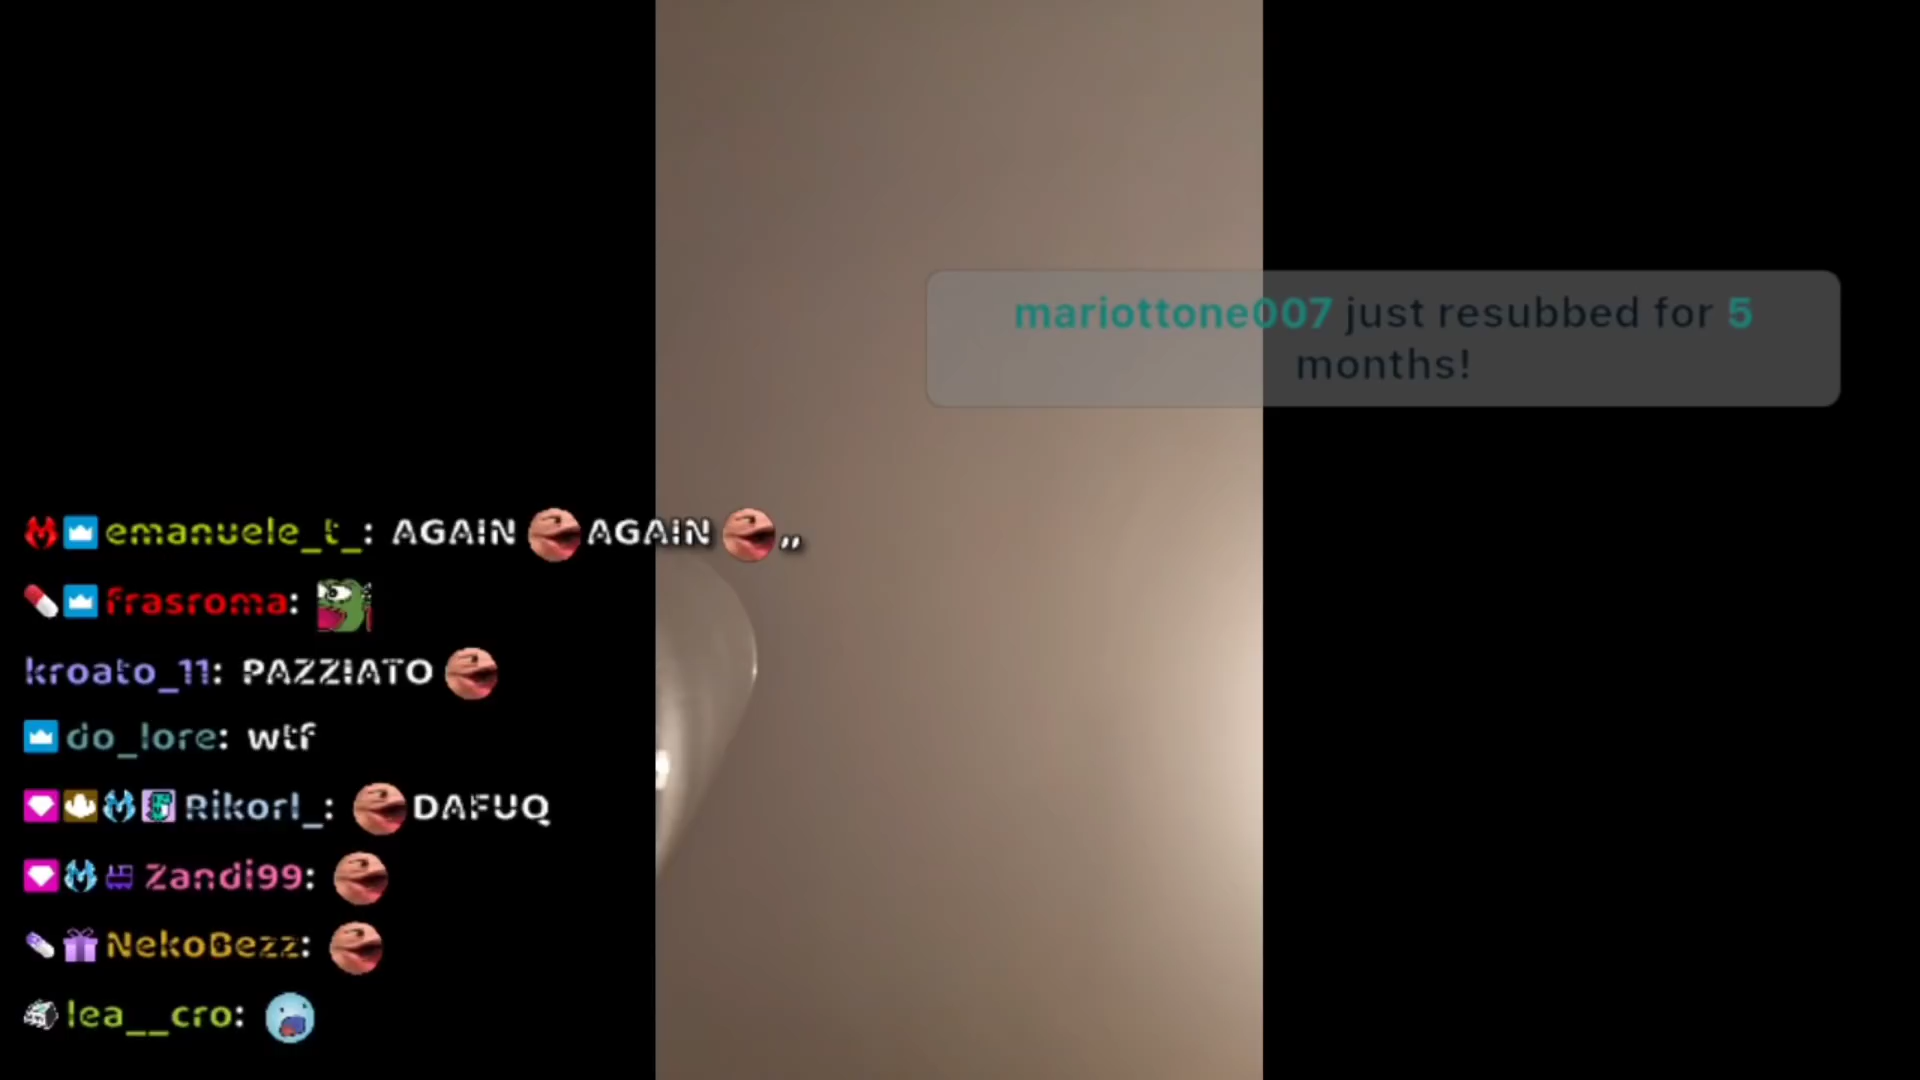 mariottone007 just resubbed for 5
months!
emanuele_t_: AGAIN AGAIN ,,
frasroma:
kroato_11: PAZZIATO
do_lore: wtf
Rikorl_: DAFUQ
Zandi99:
NekoBezz:
lea__cro: